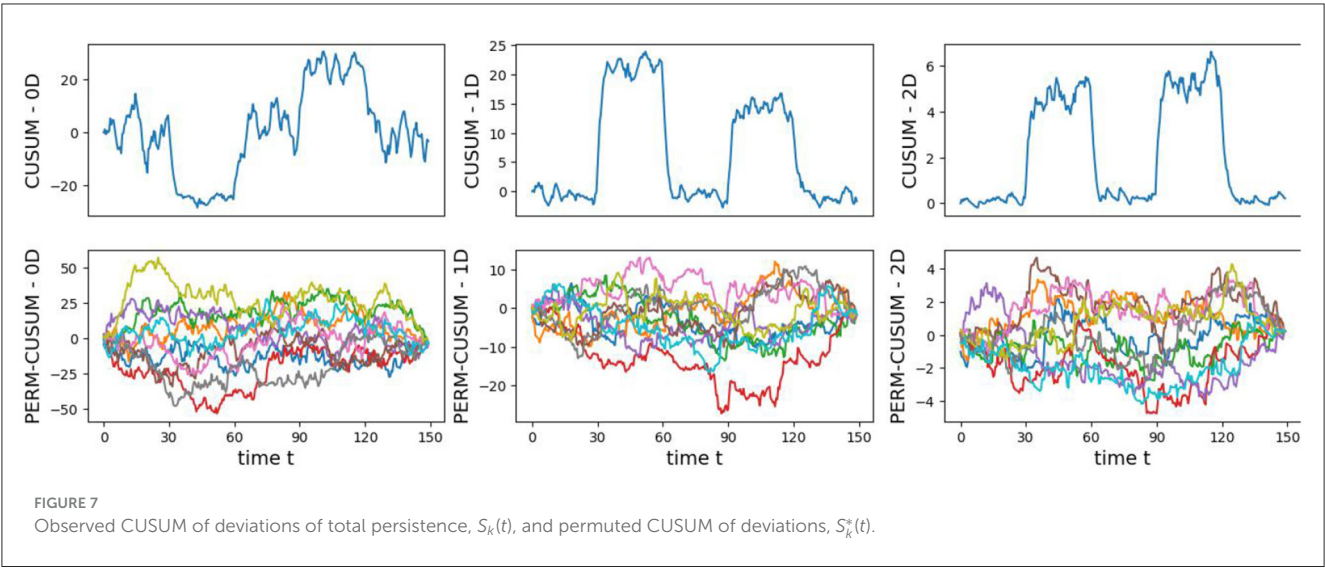 CUSUM - 0D
20
0
−20
CUSUM - 1D
25
20
15
10
5
0
CUSUM - 2D
6
4
2
0
PERM-CUSUM - 0D
50
25
0
−25
−50
0 30 60 90 120 150
time t
PERM-CUSUM - 1D
10
0
−10
−20
0 30 60 90 120 150
time t
PERM-CUSUM - 2D
4
2
0
−2
−4
0 30 60 90 120 150
time t
FIGURE 7
Observed CUSUM of deviations of total persistence, Sₖ(t), and permuted CUSUM of deviations, S*ₖ(t).